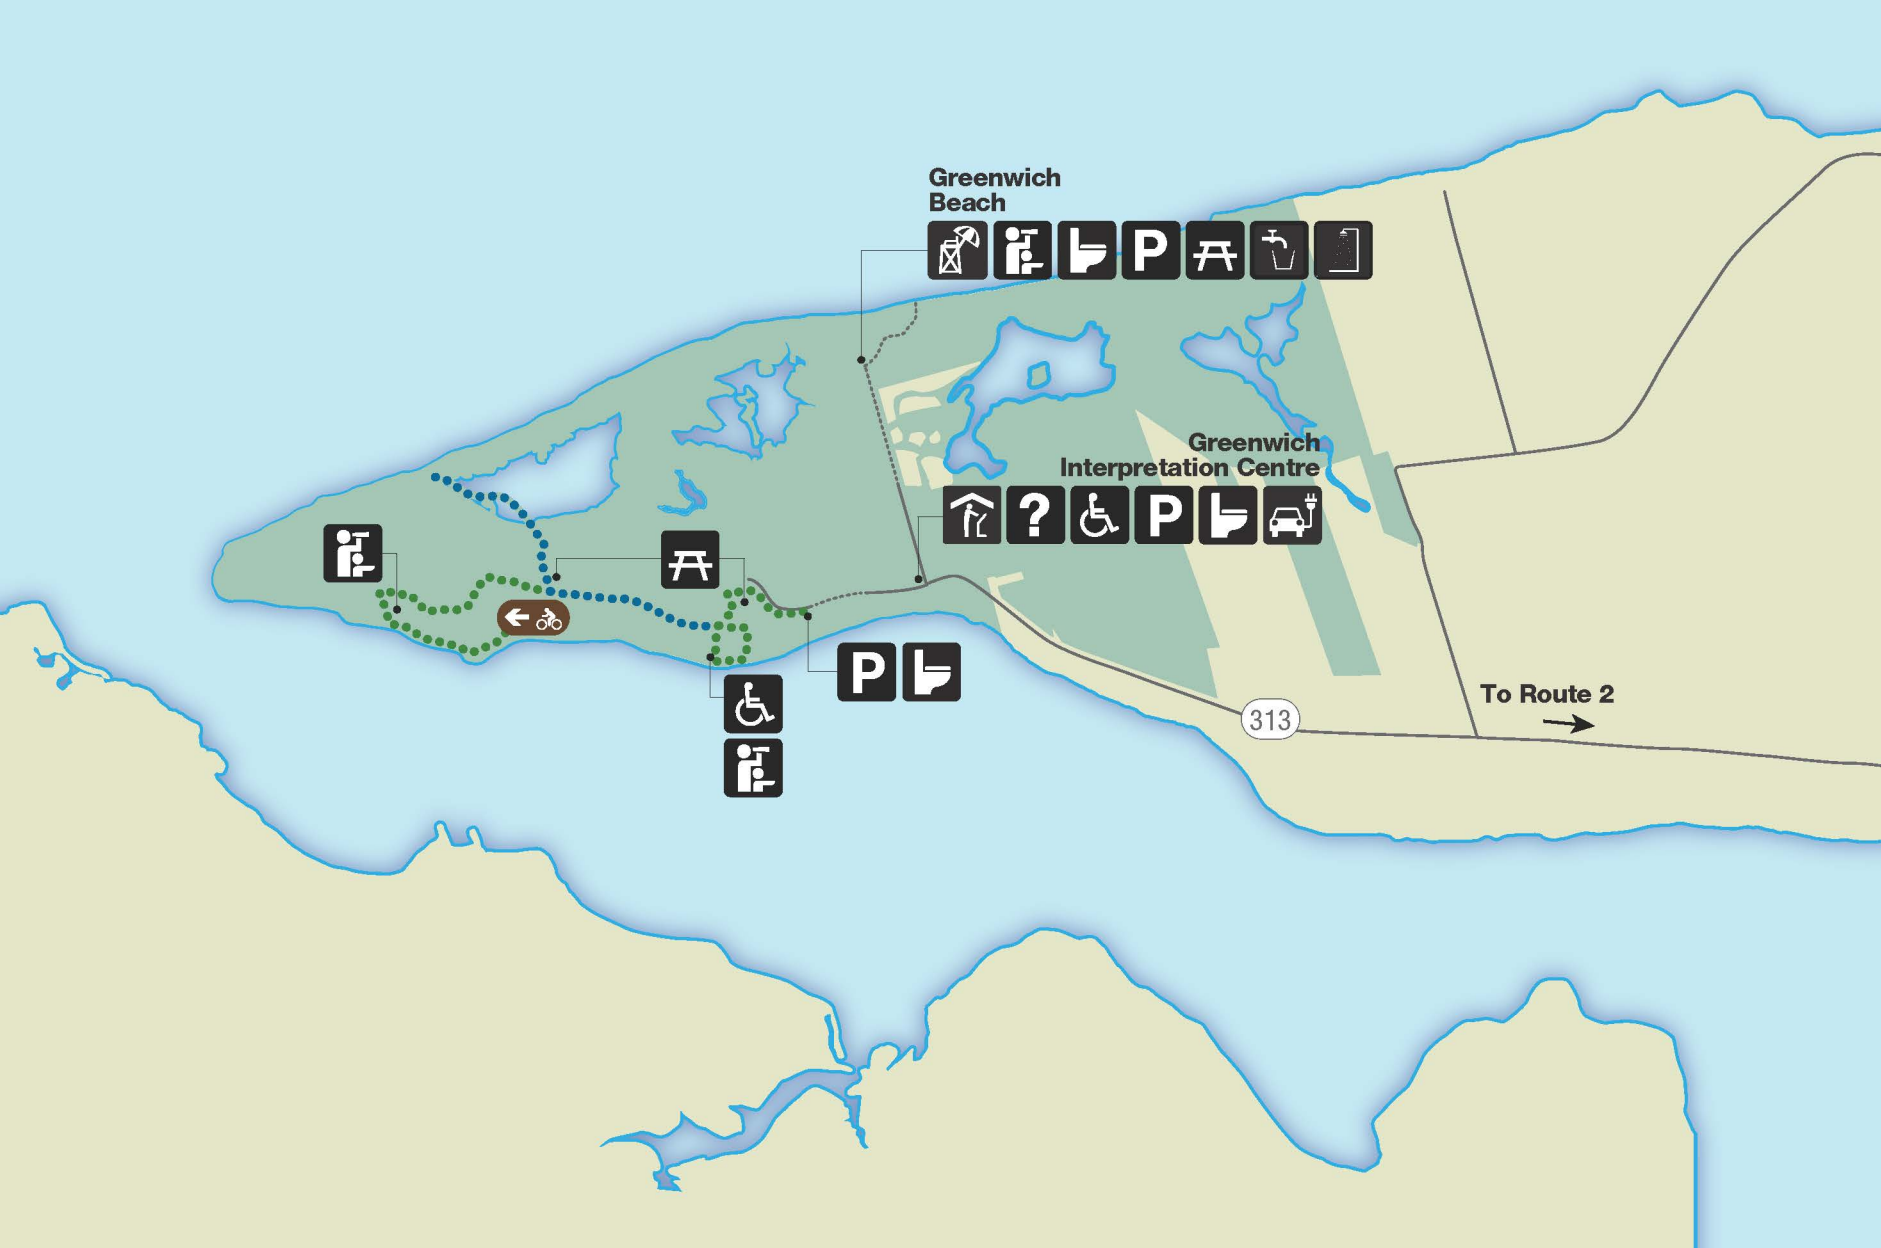 Greenwich
Beach
P
Greenwich
Interpretation Centre
? P
P
313
To Route 2